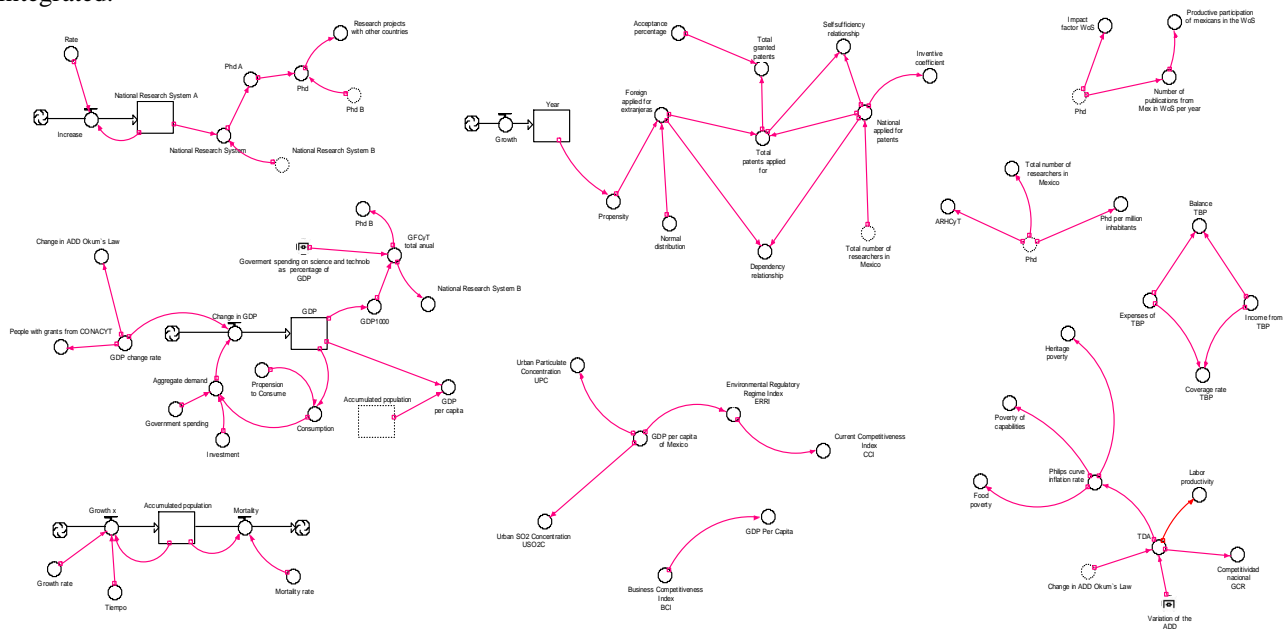 integrated.
Rate
National Research System A
Increase
National Research System
Phd A
Research projects
with other countries
Phd
Phd B
National Research System B
Acceptance
percentage
Total
granted
patents
Selfsufficiency
relationship
Inventive
coefficient
Year
Growth
Foreign
applied for
extranjeras
Total
patents applied
for
National
applied for
patents
Propensity
Normal
distribution
Dependency
relationship
Total number of
researchers in
Mexico
Impact
factor WoS
Productive participation
of mexicans in the WoS
Phd
Number of
publications from
Mex in WoS per year
Total number of
researchers in
Mexico
ARHCyT
Phd per million
inhabitants
Phd
Balance
TBP
Expenses of
TBP
Income from
TBP
Coverage rate
TBP
Phd B
GFCyT
total anual
Government spending on science and technolo
as percentage of
GDP
National Research System B
GDP1000
Change in ADD Okum´s Law
People with grants from CONACYT
GDP change rate
Change in GDP
GDP
Aggregate demand
Propension
to Consume
Government spending
Investment
Consumption
Accumulated population
GDP
per capita
Growth x
Accumulated population
Mortality
Growth rate
Tiempo
Mortality rate
Urban Particulate
Concentration
UPC
Environmental Regulatory
Regime Index
ERRI
GDP per capita
of Mexico
Current Competitiveness
Index
CCI
Urban SO2 Concentration
USO2C
GDP Per Capita
Business Competitiveness
Index
BCI
Heritage
poverty
Poverty of
capabilities
Philips curve
inflation rate
Food
poverty
Labor
productivity
TDA
Change in ADD Okum´s Law
Competitividad
nacional
GCR
Variation of the
ADD